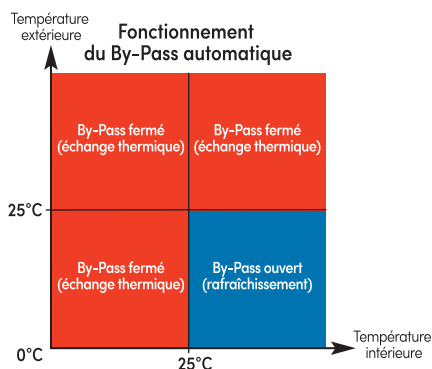 Température
extérieure
Fonctionnement
du By-Pass automatique
By-Pass fermé
(échange thermique)
By-Pass fermé
(échange thermique)
25°C
By-Pass fermé
(échange thermique)
By-Pass ouvert
(rafraîchissement)
0°C
25°C
Température
intérieure